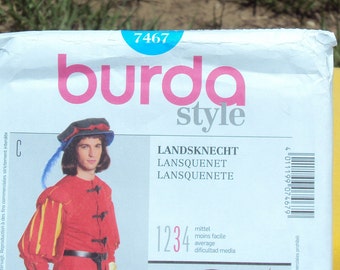 7467
burda
style
C
LANDSKNECHT
LANSQUENET
LANSQUENETE
1234
mittel
moins facile
average
dificultad media